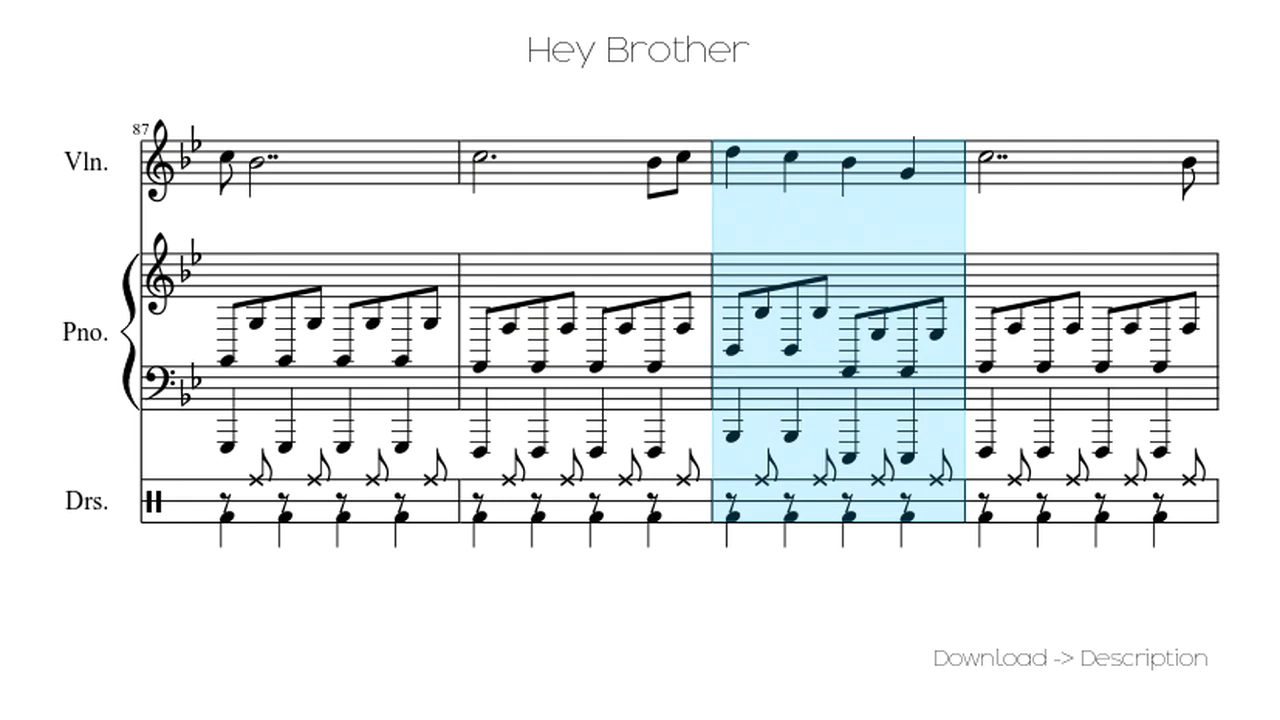 Hey Brother
87
Vln.
Pno.
Drs.
Download -> Description